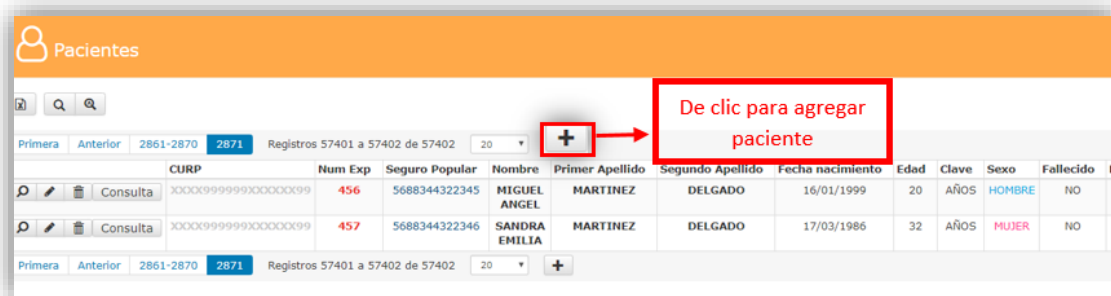 Pacientes
De clic para agregar
paciente
Primera Anterior 2861-2870 2871 Registros 57401 a 57402 de 57402 20 +
CURP Num Exp Seguro Popular Nombre Primer Apellido Segundo Apellido Fecha nacimiento Edad Clave Sexo Fallecido
Consulta XXXX999999XXXXXX99 456 5688344322345 MIGUEL ANGEL MARTINEZ DELGADO 16/01/1999 20 AÑOS HOMBRE NO
Consulta XXXX999999XXXXXX99 457 5688344322346 SANDRA EMILIA MARTINEZ DELGADO 17/03/1986 32 AÑOS MUJER NO
Primera Anterior 2861-2870 2871 Registros 57401 a 57402 de 57402 20 +